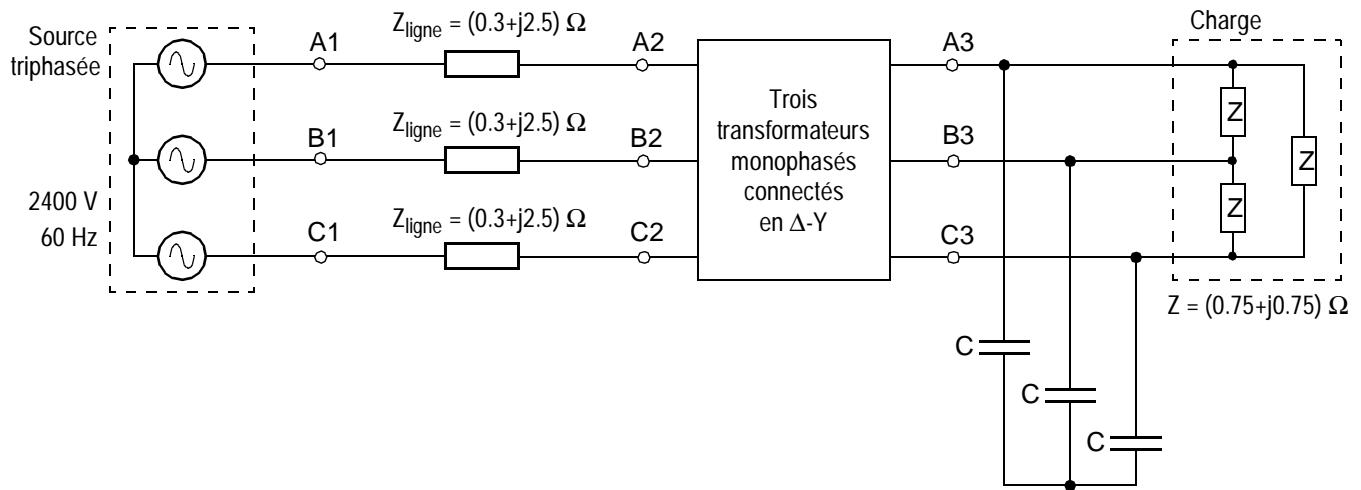 Source
triphasée
2400 V
60 Hz
A1
Zligne = (0.3+j2.5) Ω
A2
B1
Zligne = (0.3+j2.5) Ω
B2
C1
Zligne = (0.3+j2.5) Ω
C2
Trois
transformateurs
monophasés
connectés
en Δ-Y
A3
B3
C3
Charge
Z
Z
Z
Z = (0.75+j0.75) Ω
C
C
C